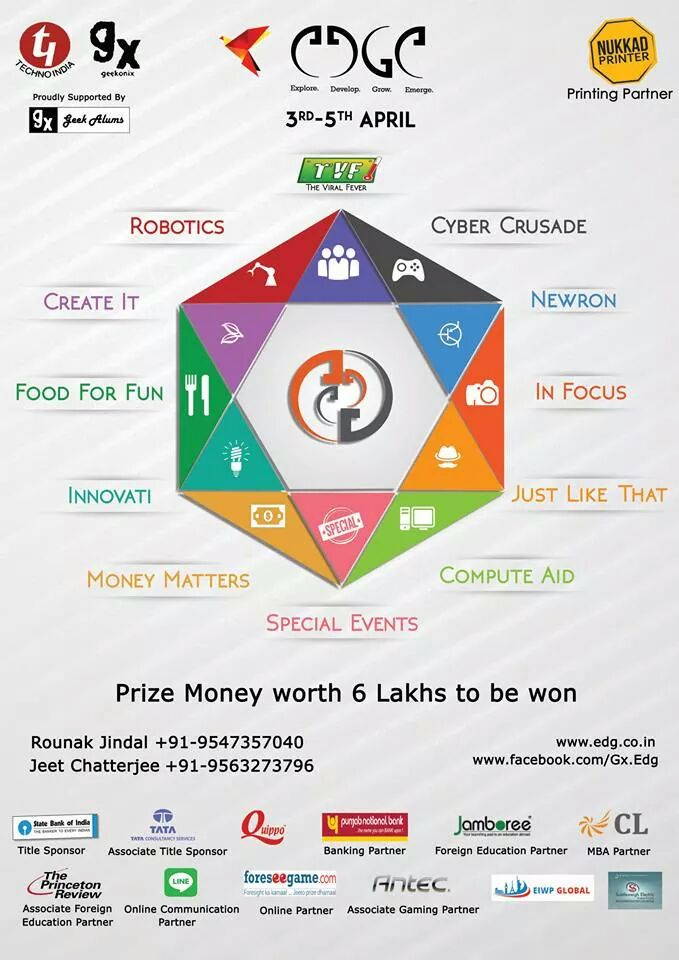 TECHNO INDIA
gx
geekonix
Proudly Supported By
gx Geek Alums
EDGE
Explore. Develop. Grow. Emerge.
3RD-5TH APRIL
NUKKAD
PRINTER
Printing Partner
TVF!
THE VIRAL FEVER
ROBOTICS
CYBER CRUSADE
CREATE IT
NEWRON
FOOD FOR FUN
IN FOCUS
INNOVATI
JUST LIKE THAT
SPECIAL
MONEY MATTERS
COMPUTE AID
SPECIAL EVENTS
Prize Money worth 6 Lakhs to be won
Rounak Jindal +91-9547357040
Jeet Chatterjee +91-9563273796
www.edg.co.in
www.facebook.com/Gx.Edg
State Bank of India
THE BANKER TO EVERY INDIAN
Title Sponsor
TATA
TATA CONSULTANCY SERVICES
Associate Title Sponsor
Quippo
punjab national bank
...the name you can BANK upon!
Banking Partner
Jamboree
Foreign Education Partner
CL
MBA Partner
The
Princeton
Review
Associate Foreign
Education Partner
LINE
Online Communication
Partner
foreseegame.com
Foresight ka kamaal ... Jeeto prize dhamaal
Online Partner
Antec
Associate Gaming Partner
EIWP GLOBAL